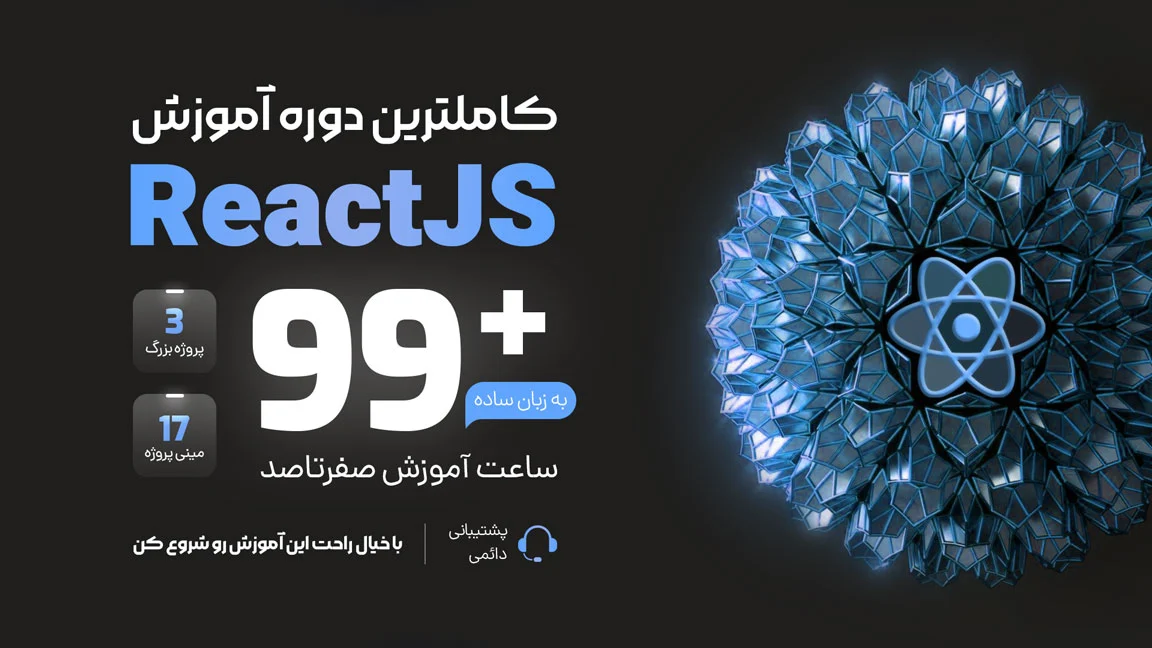 کاملترین دوره آموزش
ReactJS
99+
به زبان ساده
ساعت آموزش صفرتاصد
3
پروژه بزرگ
17
مینی پروژه
پشتیبانی
دائمی
با خیال راحت این آموزش رو شروع کن